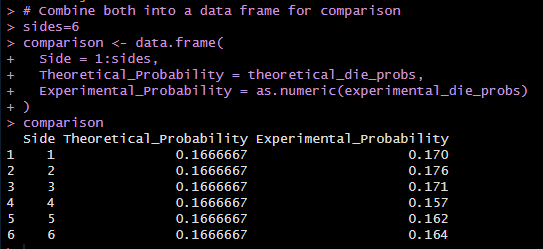 > # Combine both into a data frame for comparison
> sides=6
> comparison <- data.frame(
+   Side = 1:sides,
+   Theoretical_Probability = theoretical_die_probs,
+   Experimental_Probability = as.numeric(experimental_die_probs)
+ )
> comparison
  Side Theoretical_Probability Experimental_Probability
1    1               0.1666667                    0.170
2    2               0.1666667                    0.176
3    3               0.1666667                    0.171
4    4               0.1666667                    0.157
5    5               0.1666667                    0.162
6    6               0.1666667                    0.164